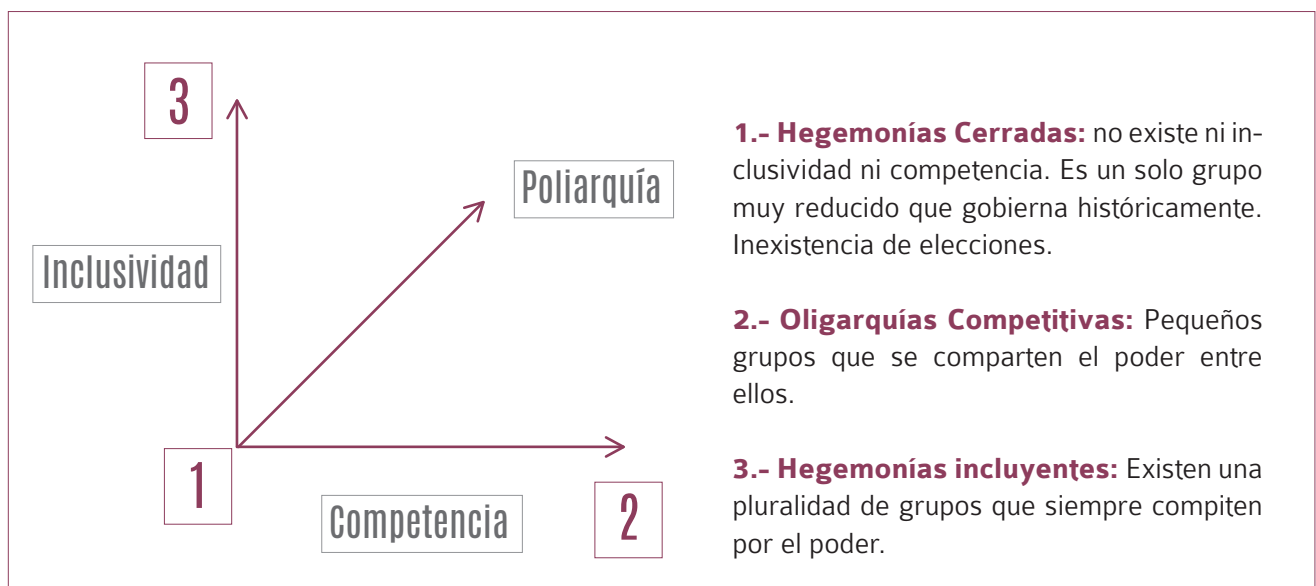 3
Poliarquía
Inclusividad
1
Competencia
2
1.- Hegemonías Cerradas: no existe ni in-
clusividad ni competencia. Es un solo grupo
muy reducido que gobierna históricamente.
Inexistencia de elecciones.
2.- Oligarquías Competitivas: Pequeños
grupos que se comparten el poder entre
ellos.
3.- Hegemonías incluyentes: Existen una
pluralidad de grupos que siempre compiten
por el poder.